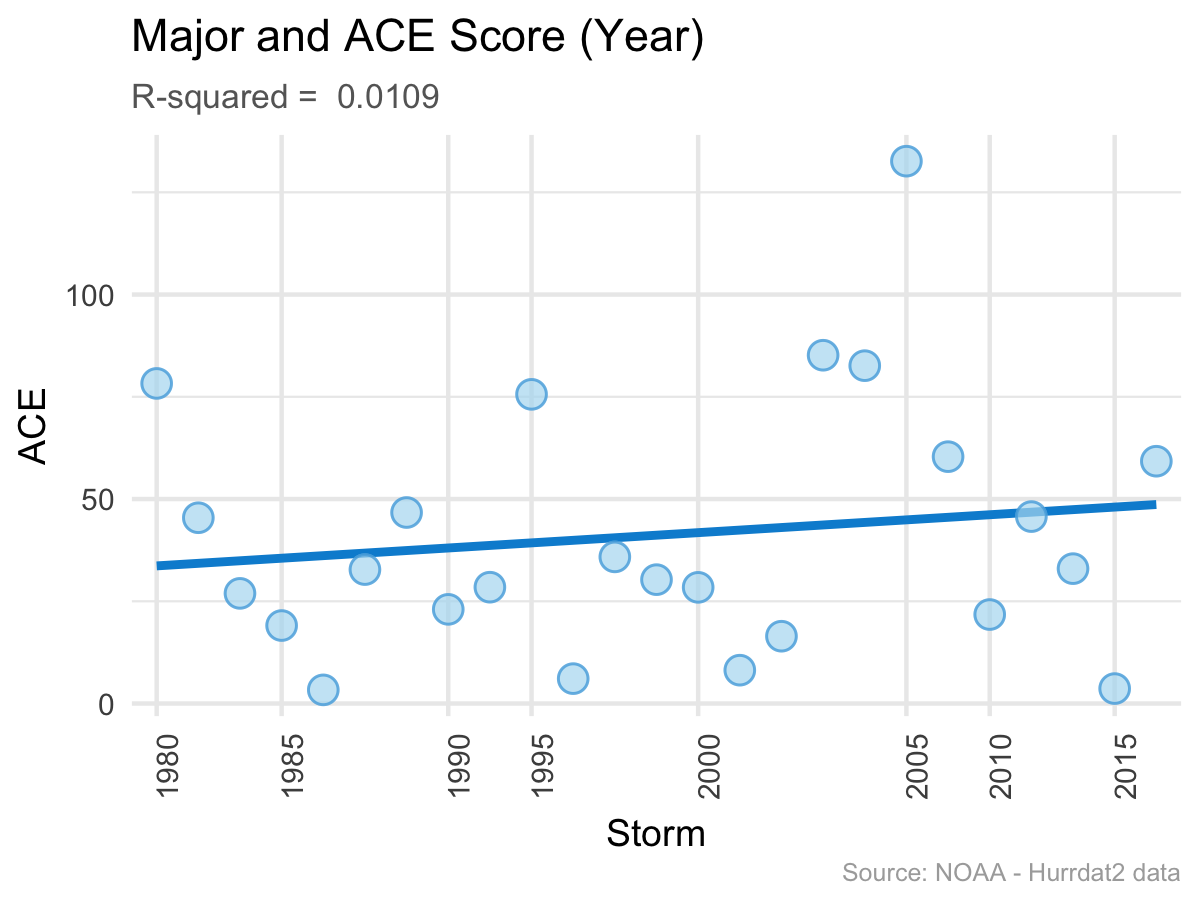 Major and ACE Score (Year)
R-squared =  0.0109
ACE
100
50
0
1980
1985
1990
1995
2000
2005
2010
2015
Storm
Source: NOAA - Hurrdat2 data